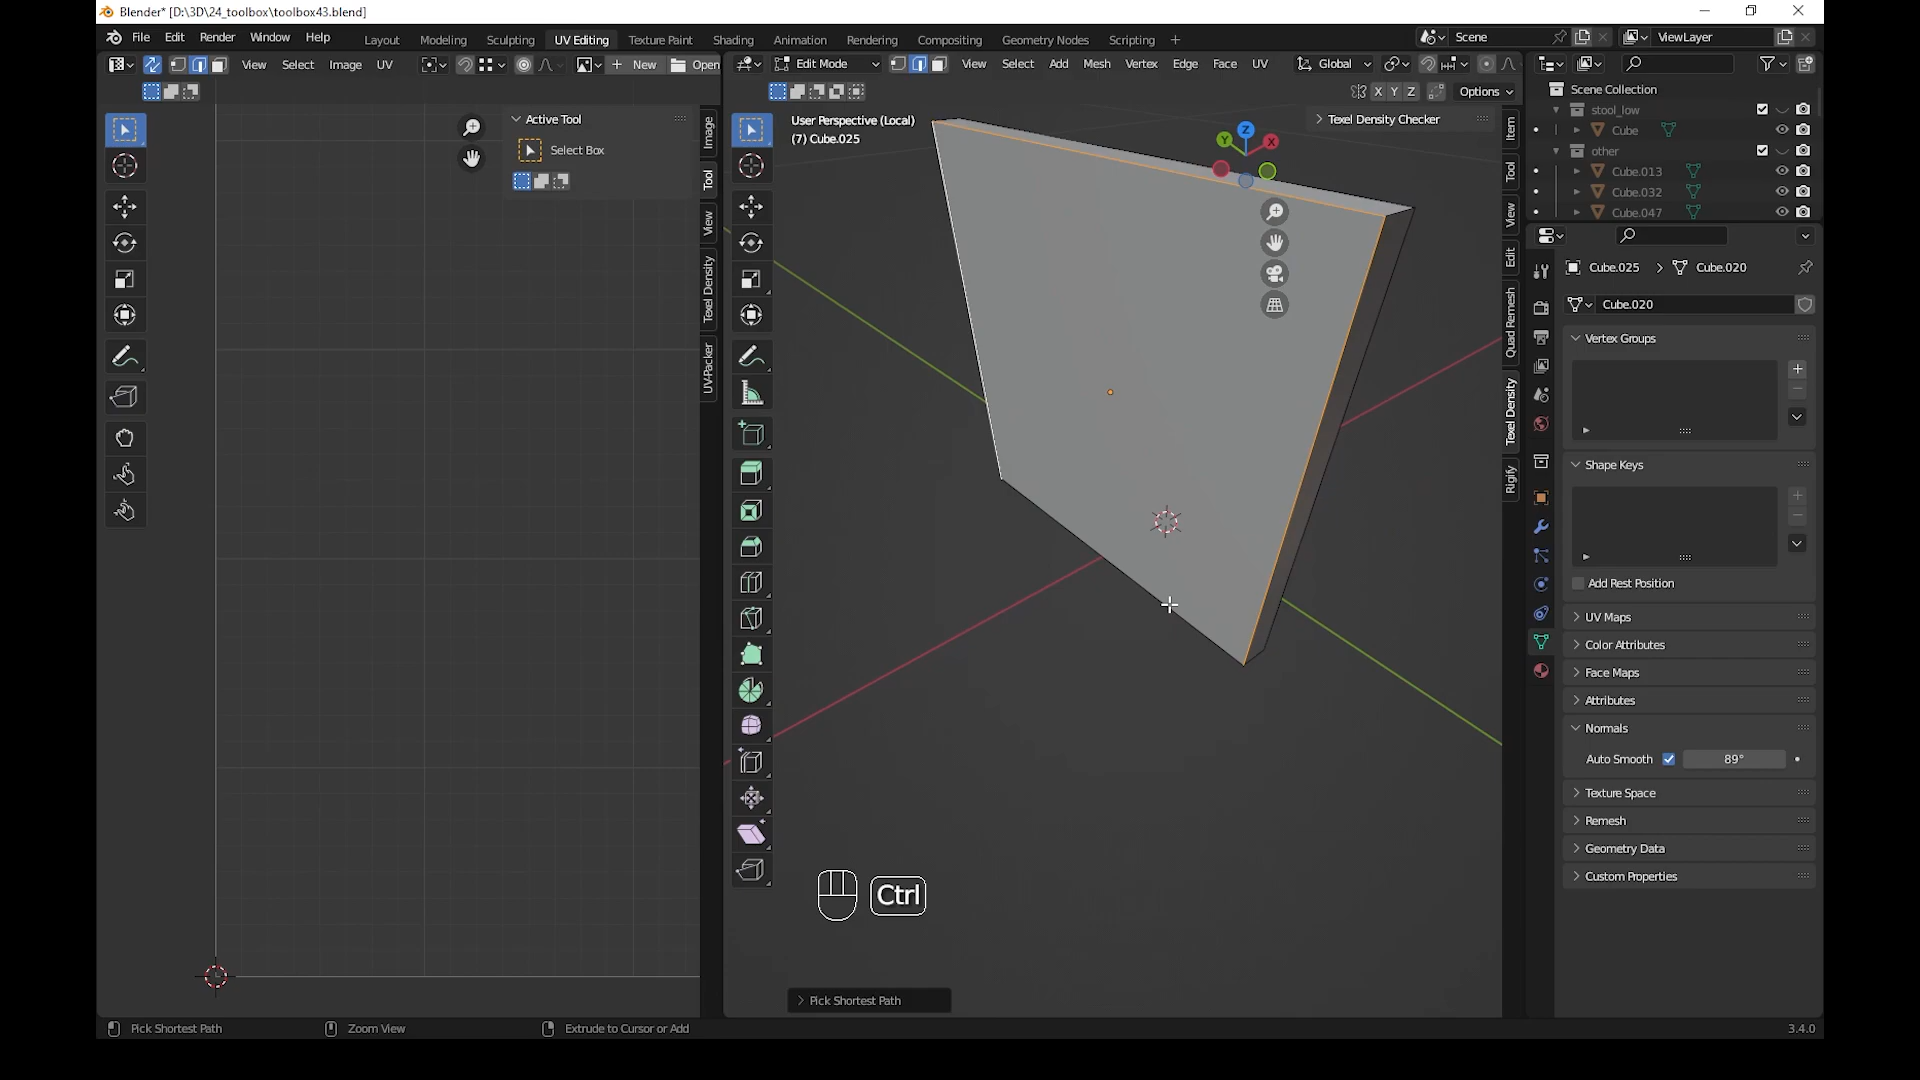 Blender* [D:\3D\24_toolbox\toolbox43.blend]
File Edit Render Window Help Layout Modeling Sculpting UV Editing Texture Paint Shading Animation Rendering Compositing Geometry Nodes Scripting + Scene ViewLayer
View Select Image UV New Open Edit Mode View Select Add Mesh Vertex Edge Face UV Global
X Y Z Options
Active Tool
Select Box
Image
Tool
View
Texel Density
UV-Packer
User Perspective (Local)
(7) Cube.025
Texel Density Checker
Z
Y
X
Item
Tool
View
Edit
Quad Remesh
Texel Density
Rigify
Scene Collection
stool_low
Cube
other
Cube.013
Cube.032
Cube.047
Cube.025 Cube.020
Cube.020
Vertex Groups
Shape Keys
Add Rest Position
UV Maps
Color Attributes
Face Maps
Attributes
Normals
Auto Smooth 89°
Texture Space
Remesh
Geometry Data
Custom Properties
Ctrl
Pick Shortest Path
Pick Shortest Path Zoom View Extrude to Cursor or Add 3.4.0